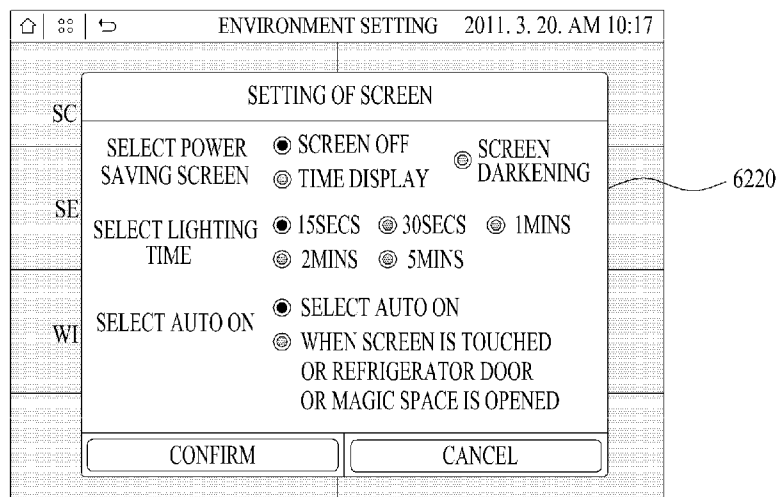 ENVIRONMENT SETTING 2011. 3. 20. AM 10:17
SETTING OF SCREEN
SC
SELECT POWER
SAVING SCREEN
SCREEN OFF
TIME DISPLAY
SCREEN
DARKENING
6220
SE
SELECT LIGHTING
TIME
15SECS 30SECS 1MINS
2MINS 5MINS
WI
SELECT AUTO ON
SELECT AUTO ON
WHEN SCREEN IS TOUCHED
OR REFRIGERATOR DOOR
OR MAGIC SPACE IS OPENED
CONFIRM CANCEL